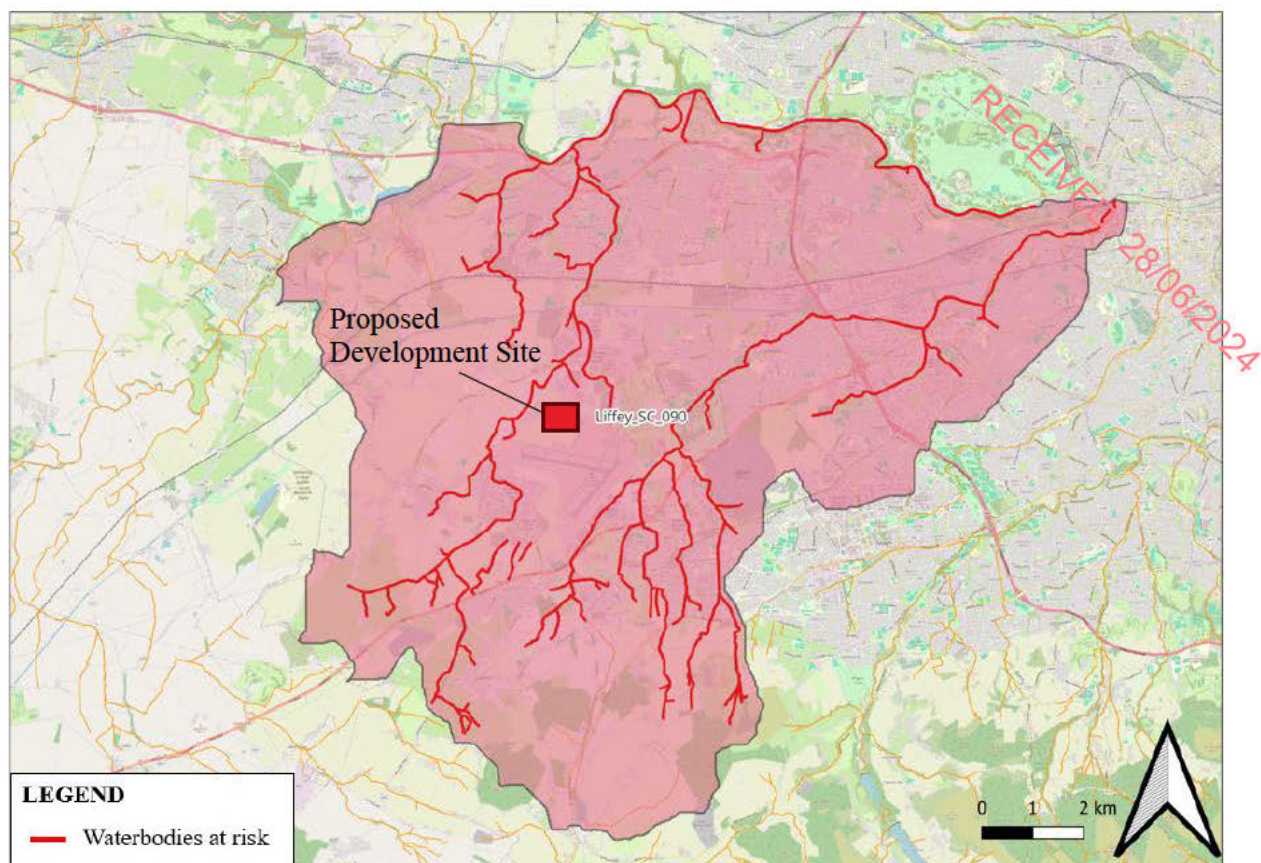 RECEIVED 28/06/2024
Proposed
Development Site
Liffey_SC_090
LEGEND
Waterbodies at risk
0 1 2 km